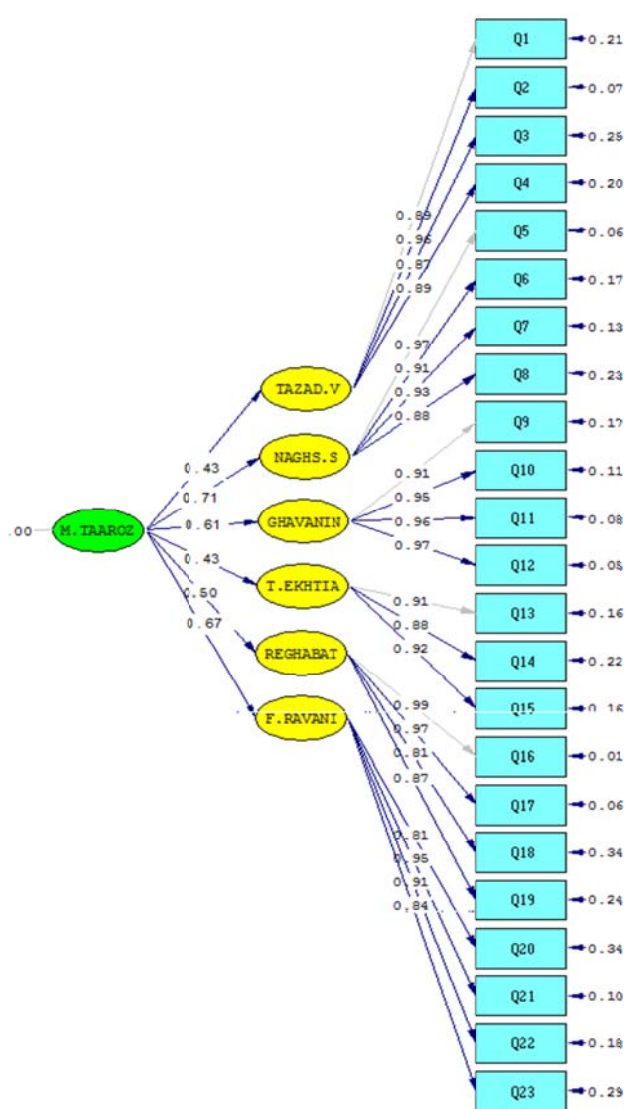 Q1
0.21
Q2
0.07
Q3
0.25
Q4
0.20
Q5
0.06
Q6
0.17
Q7
0.13
Q8
0.23
Q9
0.17
Q10
0.11
Q11
0.08
Q12
Q13
0.16
Q14
0.22
Q15
0.16
Q16
0.01
Q17
0.06
Q18
0.34
Q19
0.24
Q20
0.34
Q21
0.10
Q22
0.18
Q23
0.29
0.89
0.96
0.87
0.89
0.97
0.91
0.93
0.88
0.91
0.95
0.96
0.97
0.91
0.88
0.92
0.99
0.97
0.81
0.87
0.81
0.95
0.91
0.84
TAZAD.V
NAGHS.S
GHAVANIN
T.EKHTIA
REGHABAT
F.RAVANI
0.43
0.71
0.61
0.43
0.50
0.67
.00
M.TAAROZ